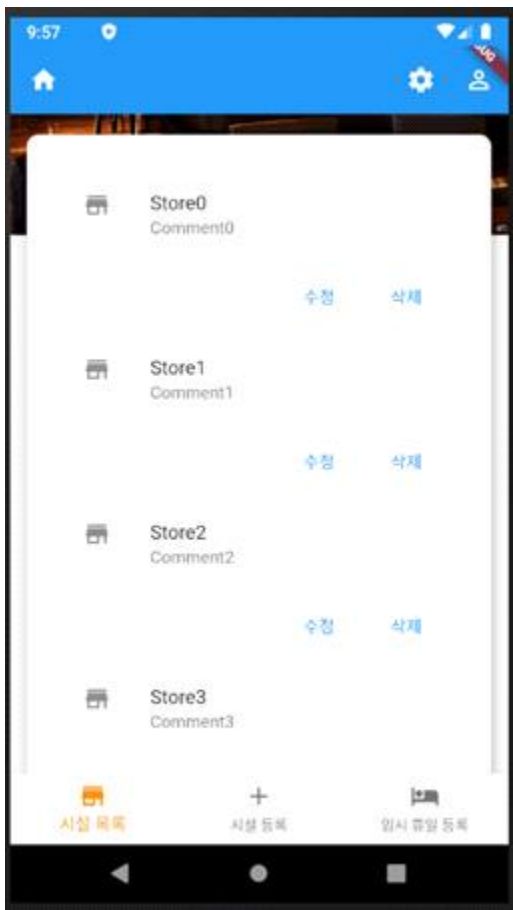 9:57
DEBUG
Store0
Comment0
수정 삭제
Store1
Comment1
수정 삭제
Store2
Comment2
수정 삭제
Store3
Comment3
시설 목록 시설 등록 임시 휴일 등록